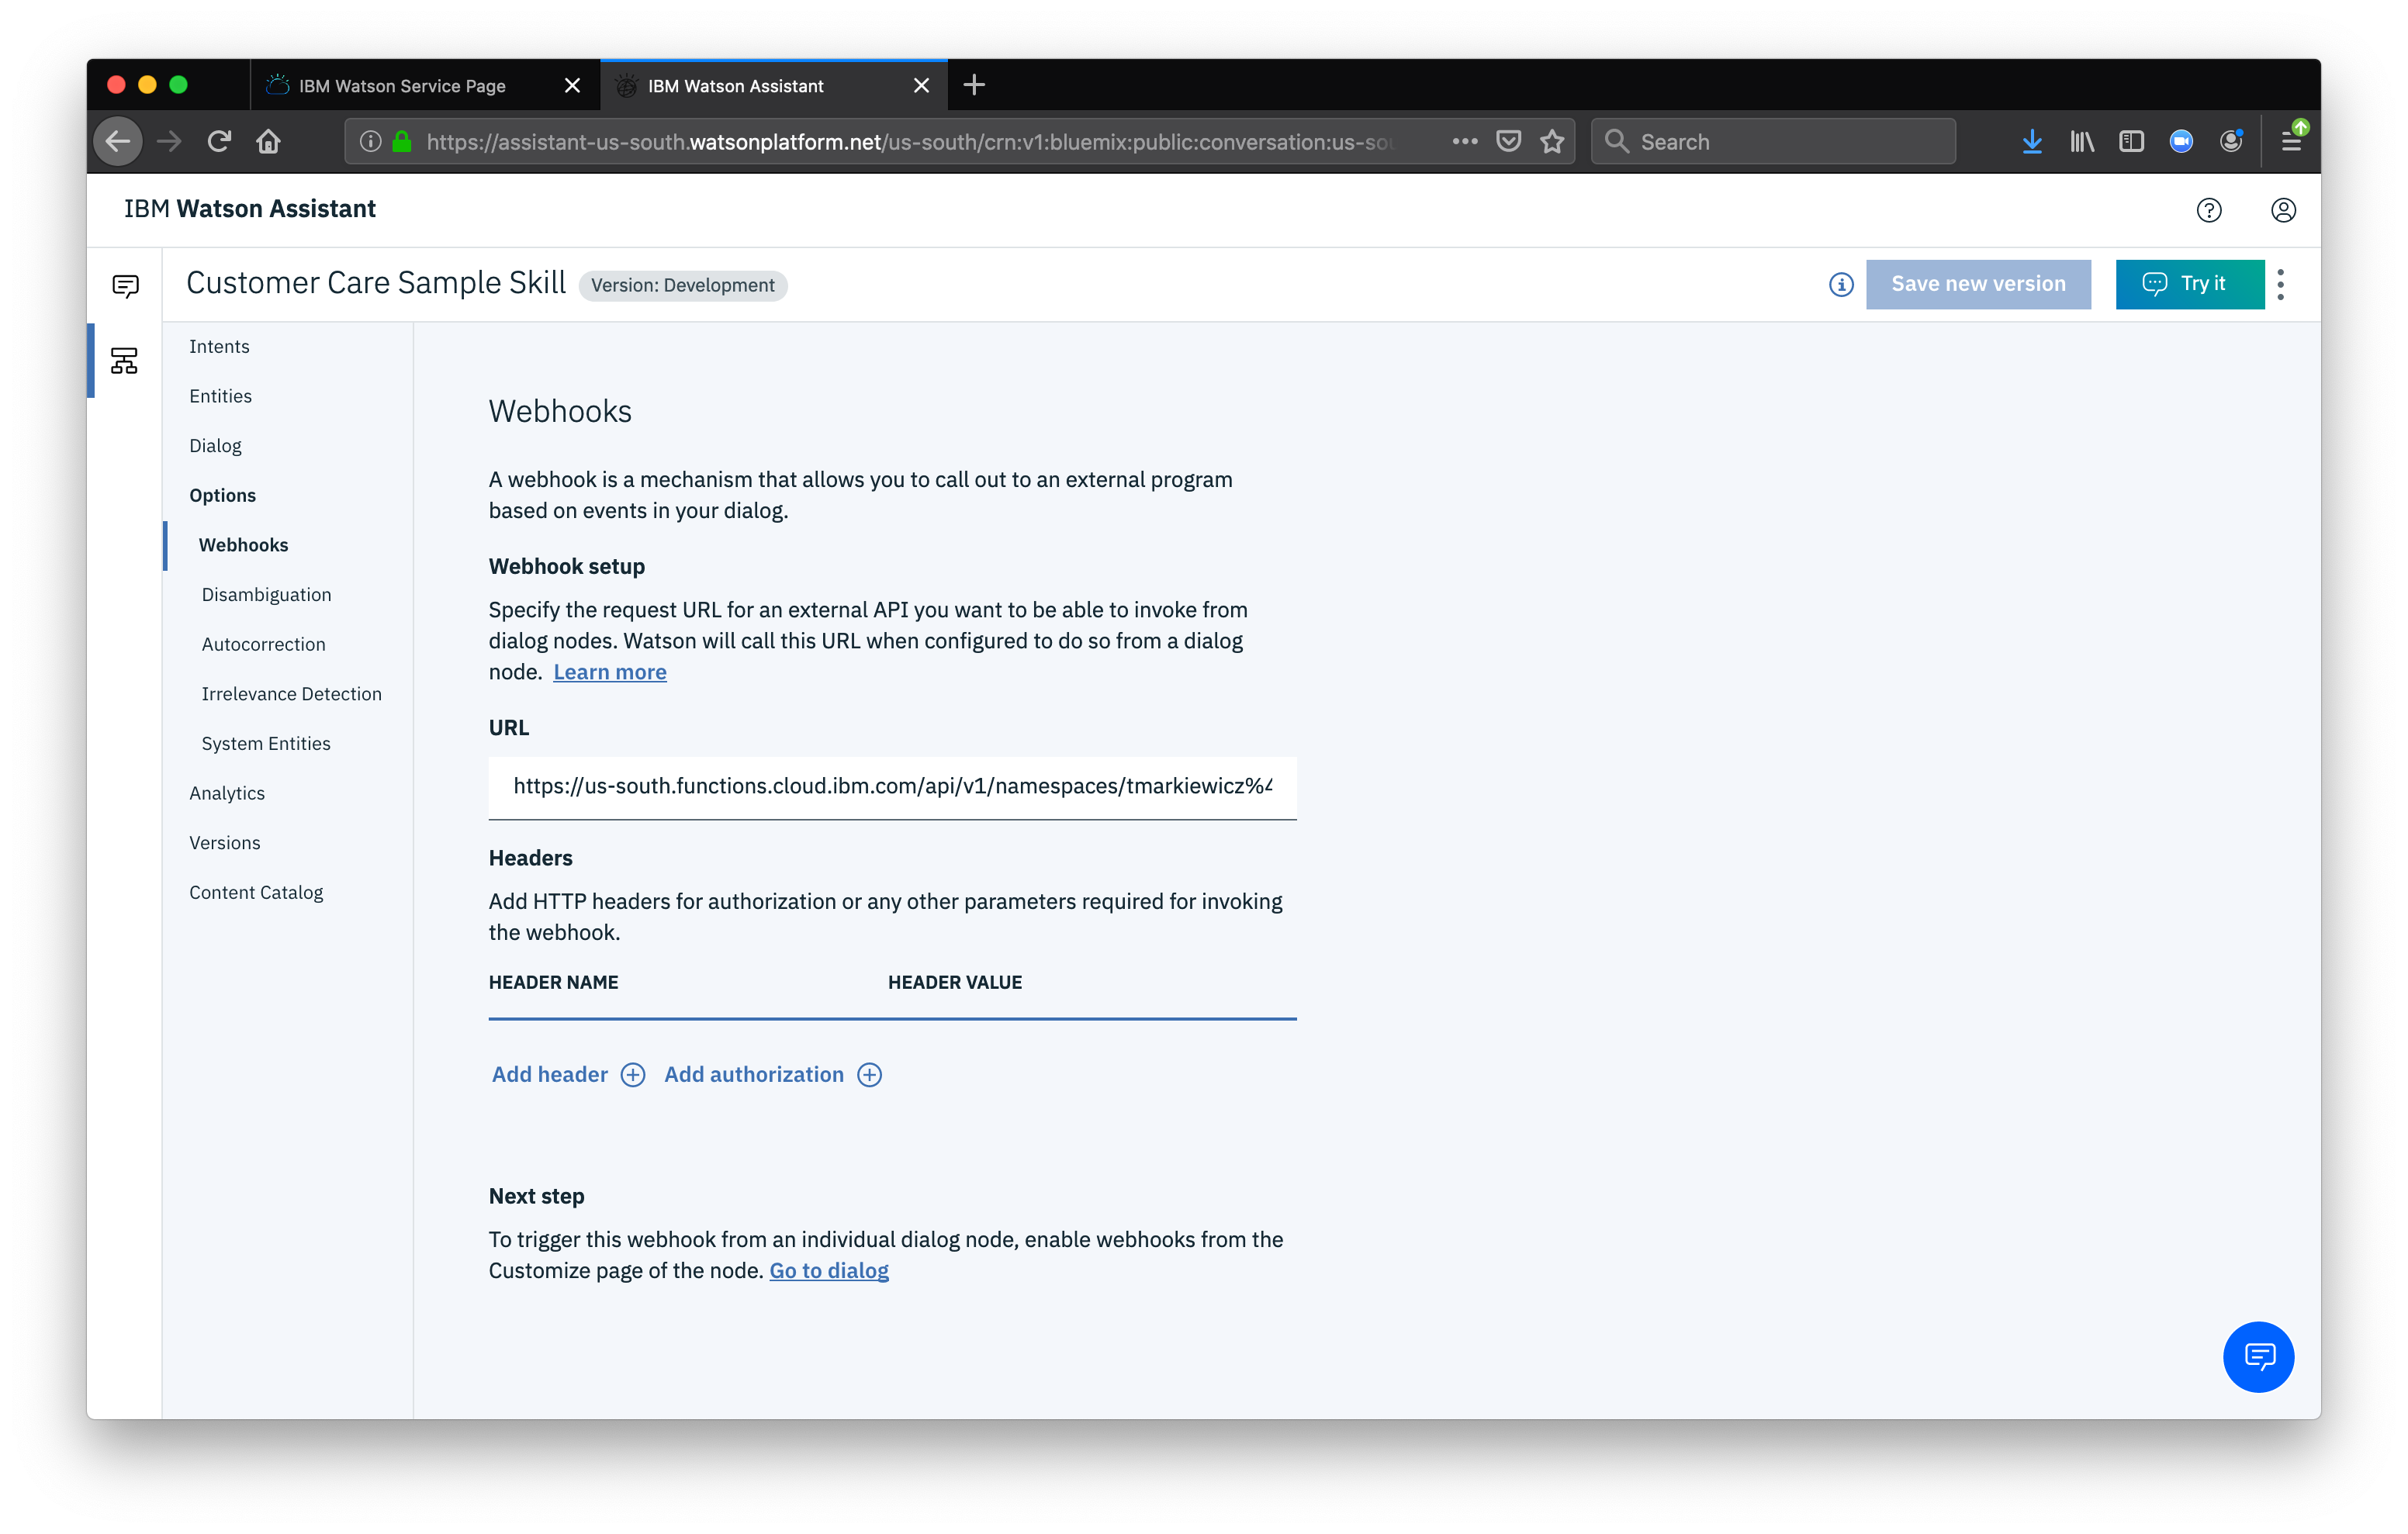 IBM Watson Service Page
IBM Watson Assistant
https://assistant-us-south.watsonplatform.net/us-south/crn:v1:bluemix:public:conversation:us-sou
Search
IBM Watson Assistant
Customer Care Sample Skill
Version: Development
Save new version
Try it
Intents
Entities
Dialog
Options
Webhooks
Disambiguation
Autocorrection
Irrelevance Detection
System Entities
Analytics
Versions
Content Catalog
Webhooks
A webhook is a mechanism that allows you to call out to an external program
based on events in your dialog.
Webhook setup
Specify the request URL for an external API you want to be able to invoke from
dialog nodes. Watson will call this URL when configured to do so from a dialog
node. Learn more
URL
https://us-south.functions.cloud.ibm.com/api/v1/namespaces/tmarkiewicz%4
Headers
Add HTTP headers for authorization or any other parameters required for invoking
the webhook.
HEADER NAME
HEADER VALUE
Add header
Add authorization
Next step
To trigger this webhook from an individual dialog node, enable webhooks from the
Customize page of the node. Go to dialog